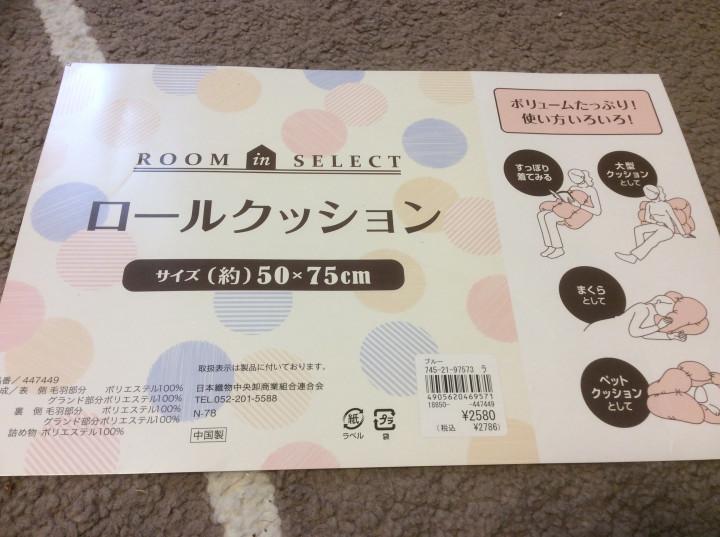 ROOM in SELECT
ロールクッション
サイズ(約)50×75cm
ボリュームたっぷり!
使い方いろいろ!
すっぽり
着てみる
大型
クッション
として
まくら
として
ペット
クッション
として
品番/447449
成/表 側 毛羽部分 ポリエステル100%
グランド部分ポリエステル100%
裏 側 毛羽部分 ポリエステル100%
グランド部分ポリエステル100%
詰め物 ポリエステル100%
取扱表示は製品に付いております。
日本織物中央卸商業組合連合会
TEL.052-201-5588
N-78
中国製
紙
ラベル
プラ
袋
ブルー
745-21-97573 ラ
4905620469571
18850- -447449
¥2580
(税込 ¥2786)